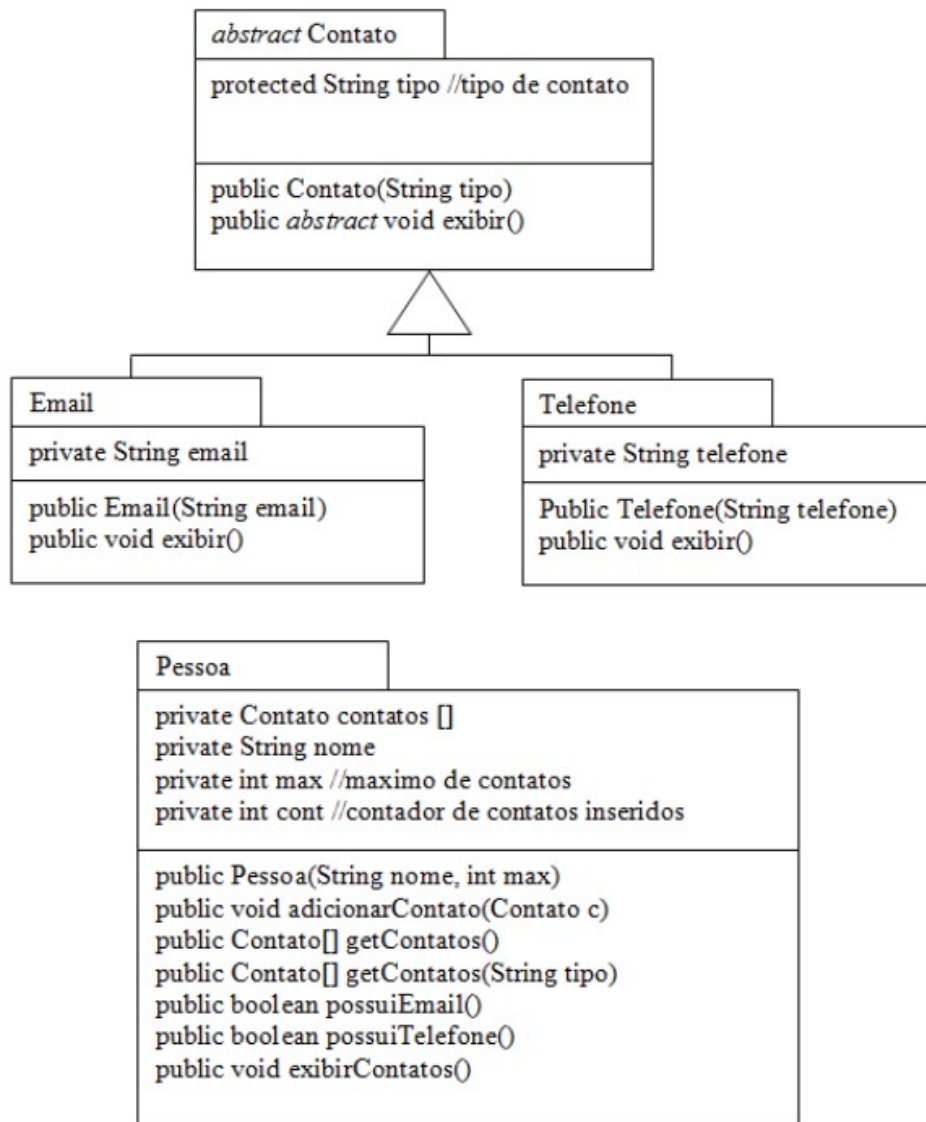 abstract Contato
protected String tipo //tipo de contato
public Contato(String tipo)
public abstract void exibir()
Email
private String email
public Email(String email)
public void exibir()
Telefone
private String telefone
Public Telefone(String telefone)
public void exibir()
Pessoa
private Contato contatos []
private String nome
private int max //maximo de contatos
private int cont //contador de contatos inseridos
public Pessoa(String nome, int max)
public void adicionarContato(Contato c)
public Contato[] getContatos()
public Contato[] getContatos(String tipo)
public boolean possuiEmail()
public boolean possuiTelefone()
public void exibirContatos()